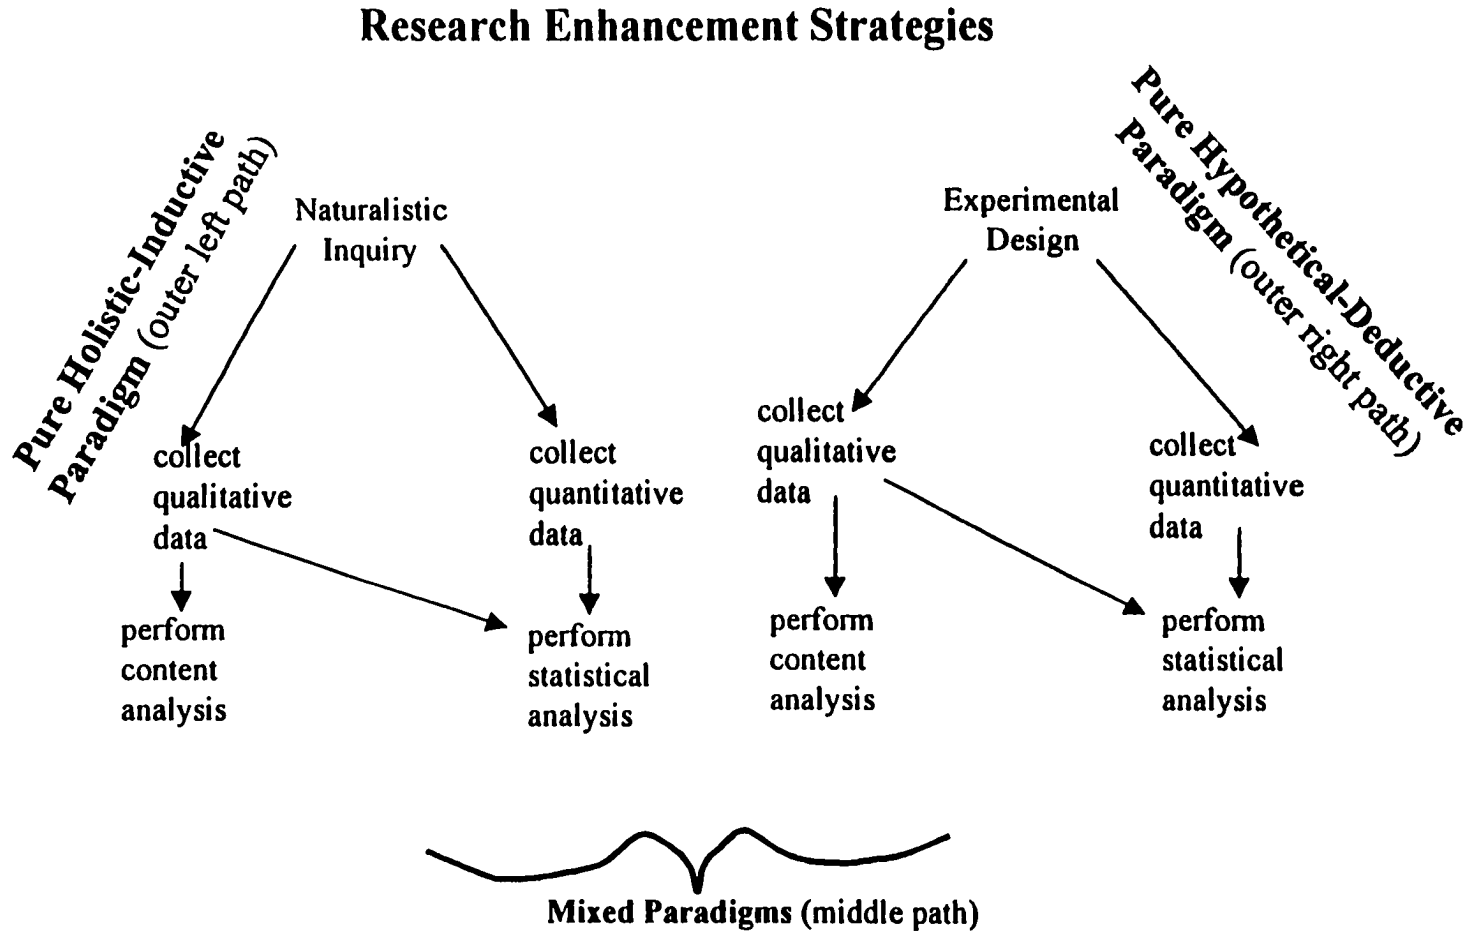 Research Enhancement Strategies
Pure Holistic-Inductive
Paradigm (outer left path)
Naturalistic
Inquiry
Experimental
Design
Pure Hypothetical-Deductive
Paradigm (outer right path)
collect
qualitative
data
collect
quantitative
data
collect
qualitative
data
collect
quantitative
data
perform
content
analysis
perform
statistical
analysis
perform
content
analysis
perform
statistical
analysis
Mixed Paradigms (middle path)